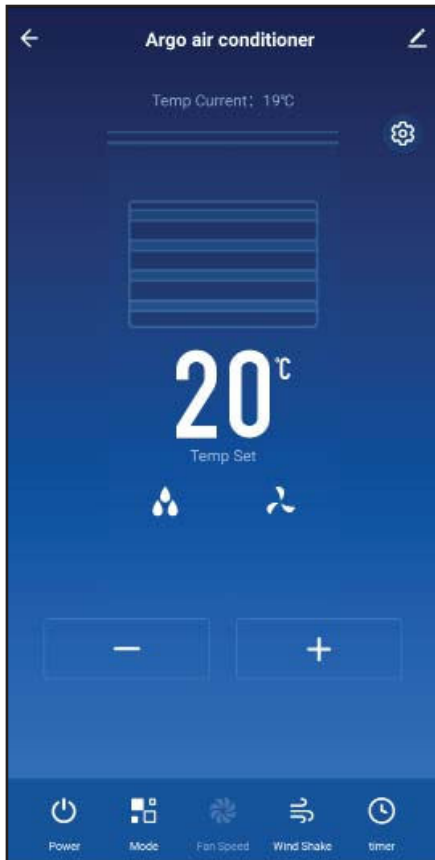 Argo air conditioner
Temp Current: 19℃
20℃
Temp Set
Power Mode Fan Speed Wind Shake timer